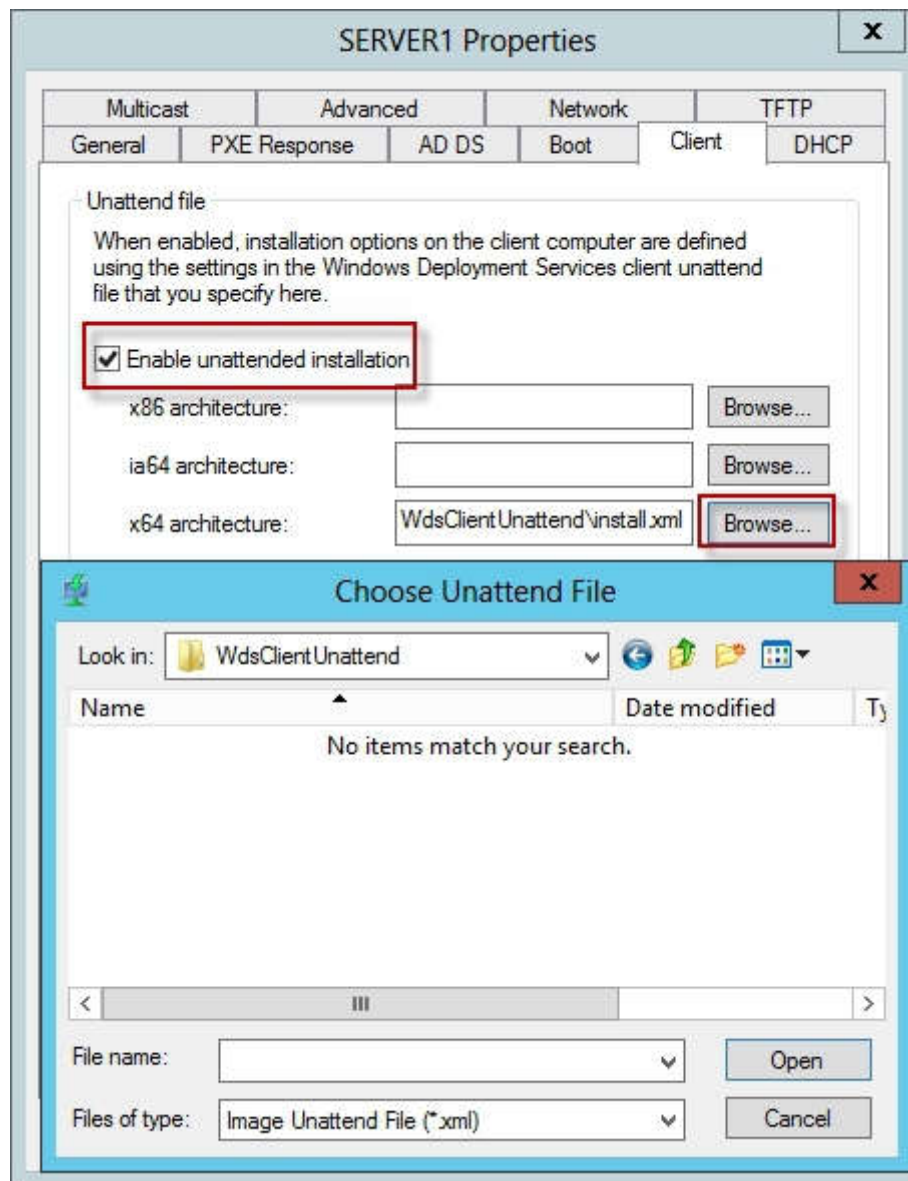 SERVER1 Properties
x
Multicast Advanced Network TFTP
General PXE Response AD DS Boot Client DHCP
Unattend file
When enabled, installation options on the client computer are defined
using the settings in the Windows Deployment Services client unattend
file that you specify here.
Enable unattended installation
x86 architecture: Browse...
ia64 architecture: Browse...
x64 architecture: WdsClientUnattend\install.xml Browse...
Choose Unattend File
x
Look in: WdsClientUnattend
Name Date modified Ty
No items match your search.
File name: Open
Files of type: Image Unattend File (*.xml) Cancel